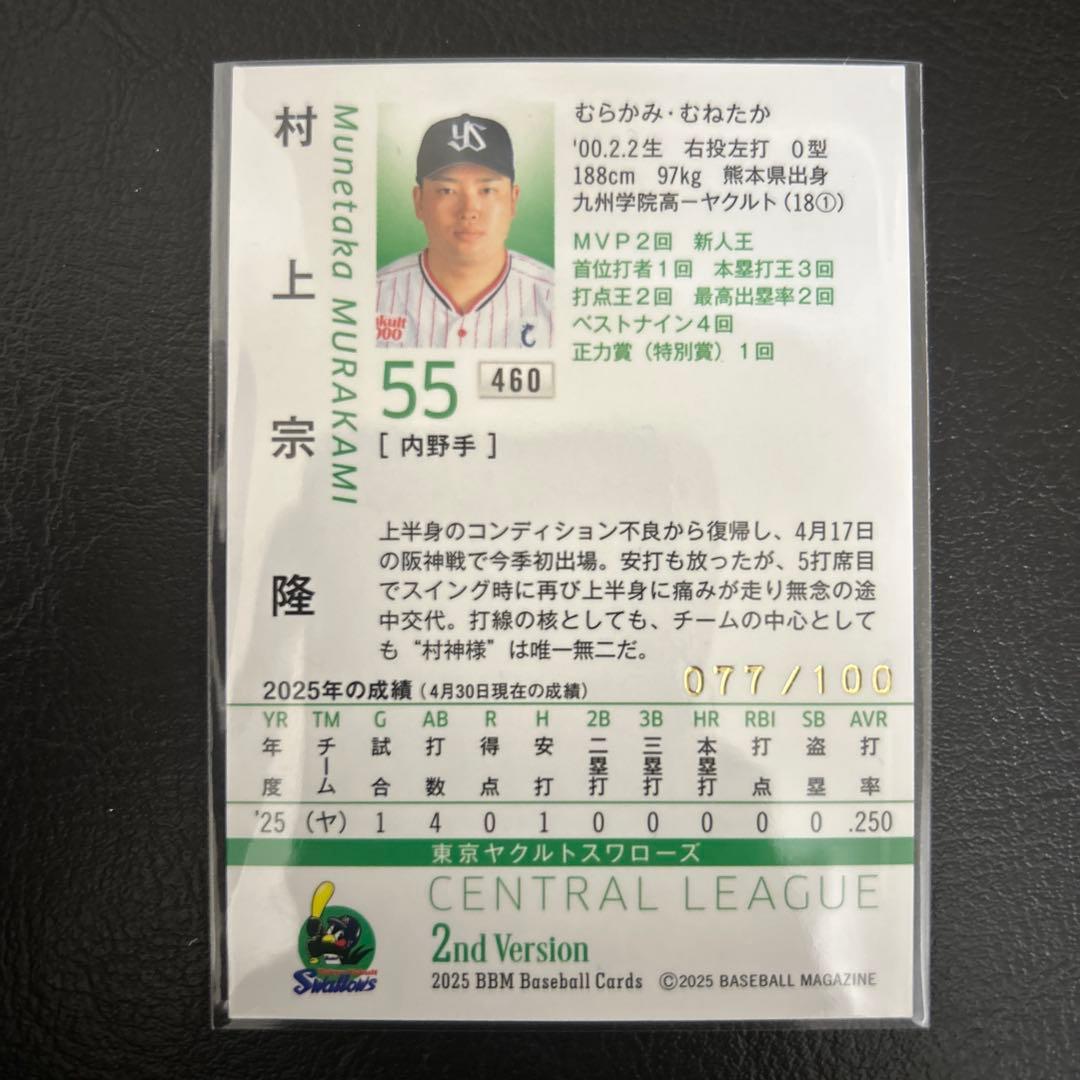 村上宗隆
Munetaka MURAKAMI
YS
akult
000
むらかみ・むねたか
'00.2.2生 右投左打 O型
188cm 97kg 熊本県出身
九州学院高ーヤクルト(18①)
MVP2回 新人王
首位打者1回 本塁打王3回
打点王2回 最高出塁率2回
ベストナイン4回
正力賞(特別賞)1回
55
460
[ 内野手 ]
上半身のコンディション不良から復帰し、4月17日
の阪神戦で今季初出場。安打も放ったが、5打席目
でスイング時に再び上半身に痛みが走り無念の途
中交代。打線の核としても、チームの中心として
も“村神様”は唯一無二だ。
077/100
2025年の成績(4月30日現在の成績)
YR TM G AB R H 2B 3B HR RBI SB AVR
年度 チーム 試合 打数 得点 安打 二塁打 三塁打 本塁打 打点 盗塁 打率
'25 (ヤ) 1 4 0 1 0 0 0 0 0 .250
東京ヤクルトスワローズ
CENTRAL LEAGUE
Swallows
2nd Version
2025 BBM Baseball Cards ©2025 BASEBALL MAGAZINE